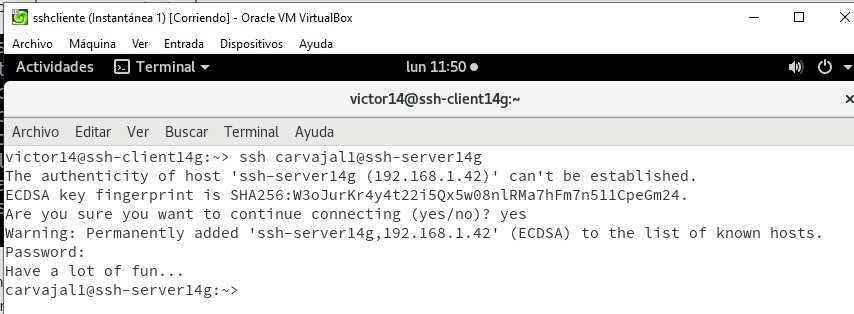 sshcliente (Instantánea 1) [Corriendo] - Oracle VM VirtualBox
Archivo Máquina Ver Entrada Dispositivos Ayuda
Actividades Terminal lun 11:50
victor14@ssh-client14g:~
Archivo Editar Ver Buscar Terminal Ayuda
victor14@ssh-client14g:~> ssh carvajal1@ssh-server14g
The authenticity of host 'ssh-server14g (192.168.1.42)' can't be established.
ECDSA key fingerprint is SHA256:W3oJurKr4y4t22i5Qx5w08nlRMa7hFm7n511CpeGm24.
Are you sure you want to continue connecting (yes/no)? yes
Warning: Permanently added 'ssh-server14g,192.168.1.42' (ECDSA) to the list of known hosts.
Password:
Have a lot of fun...
carvajal1@ssh-server14g:~>